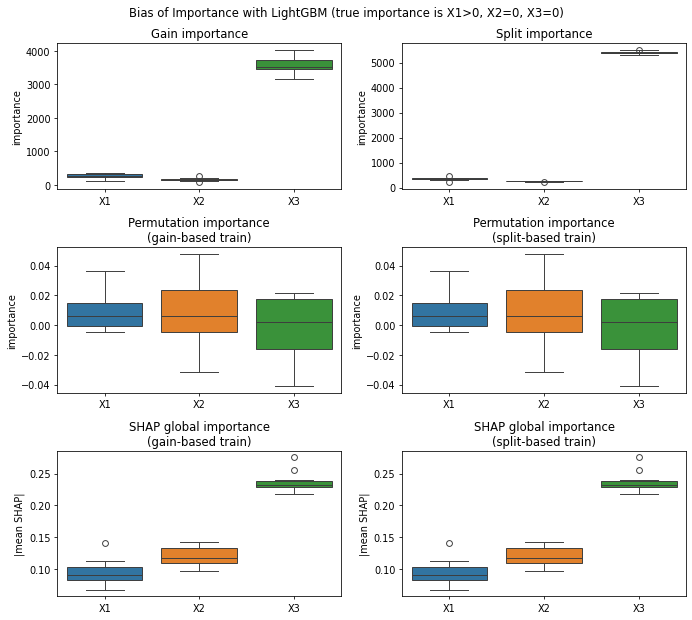 Bias of Importance with LightGBM (true importance is X1>0, X2=0, X3=0)
Gain importance
importance
4000
3000
2000
1000
0
X1 X2 X3
Split importance
importance
5000
4000
3000
2000
1000
0
X1 X2 X3
Permutation importance
(gain-based train)
importance
0.04
0.02
0.00
−0.02
−0.04
X1 X2 X3
Permutation importance
(split-based train)
importance
0.04
0.02
0.00
−0.02
−0.04
X1 X2 X3
SHAP global importance
(gain-based train)
|mean SHAP|
0.25
0.20
0.15
0.10
X1 X2 X3
SHAP global importance
(split-based train)
|mean SHAP|
0.25
0.20
0.15
0.10
X1 X2 X3